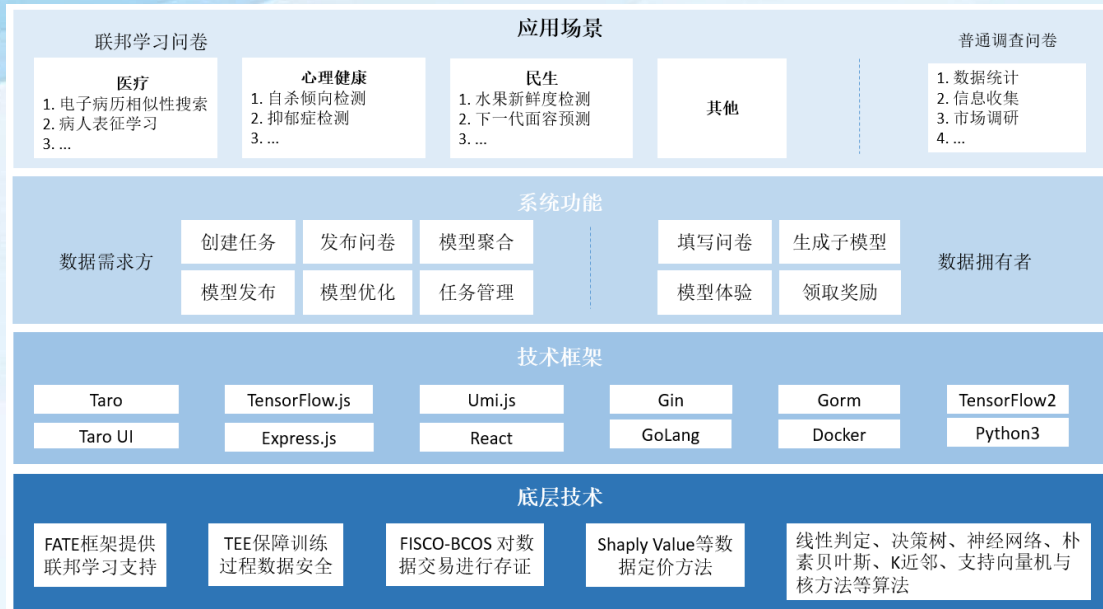 应用场景
联邦学习问卷
普通调查问卷
医疗
1. 电子病历相似性搜索
2. 病人表征学习
3. ...
心理健康
1. 自杀倾向检测
2. 抑郁症检测
3. ...
民生
1. 水果新鲜度检测
2. 下一代面容预测
3. ...
其他
1. 数据统计
2. 信息收集
3. 市场调研
4. ...
系统功能
数据需求方
创建任务
发布问卷
模型聚合
模型发布
模型优化
任务管理
填写问卷
生成子模型
模型体验
领取奖励
数据拥有者
技术框架
Taro
TensorFlow.js
Umi.js
Gin
Gorm
TensorFlow2
Taro UI
Express.js
React
GoLang
Docker
Python3
底层技术
FATE框架提供
联邦学习支持
TEE保障训练
过程数据安全
FISCO-BCOS 对数
据交易进行存证
Shaply Value等数
据定价方法
线性判定、决策树、神经网络、朴
素贝叶斯、K近邻、支持向量机与
核方法等算法